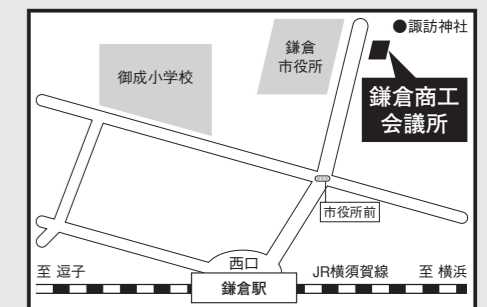 ●諏訪神社
鎌倉
市役所
御成小学校
鎌倉商工
会議所
市役所前
西口
至 逗子
JR横須賀線
至 横浜
鎌倉駅